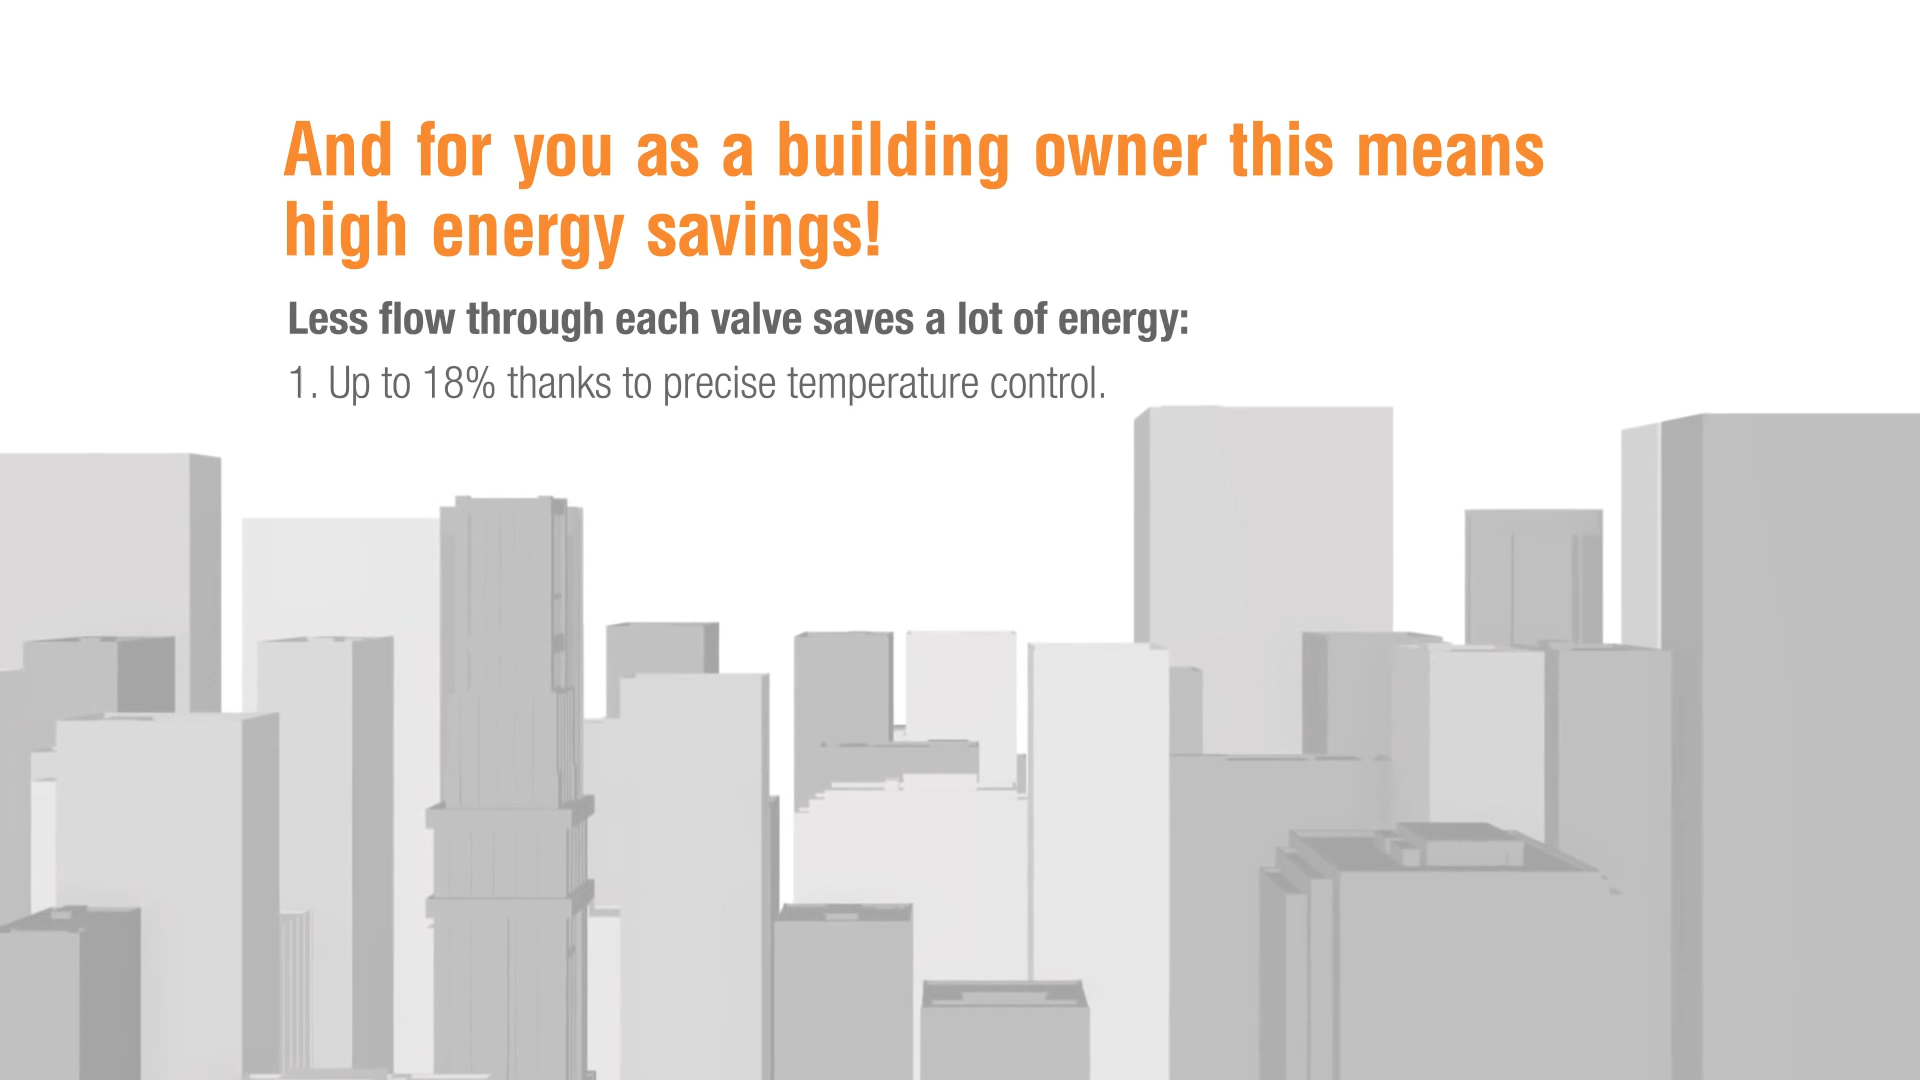 And for you as a building owner this means
high energy savings!
Less flow through each valve saves a lot of energy:
1. Up to 18% thanks to precise temperature control.